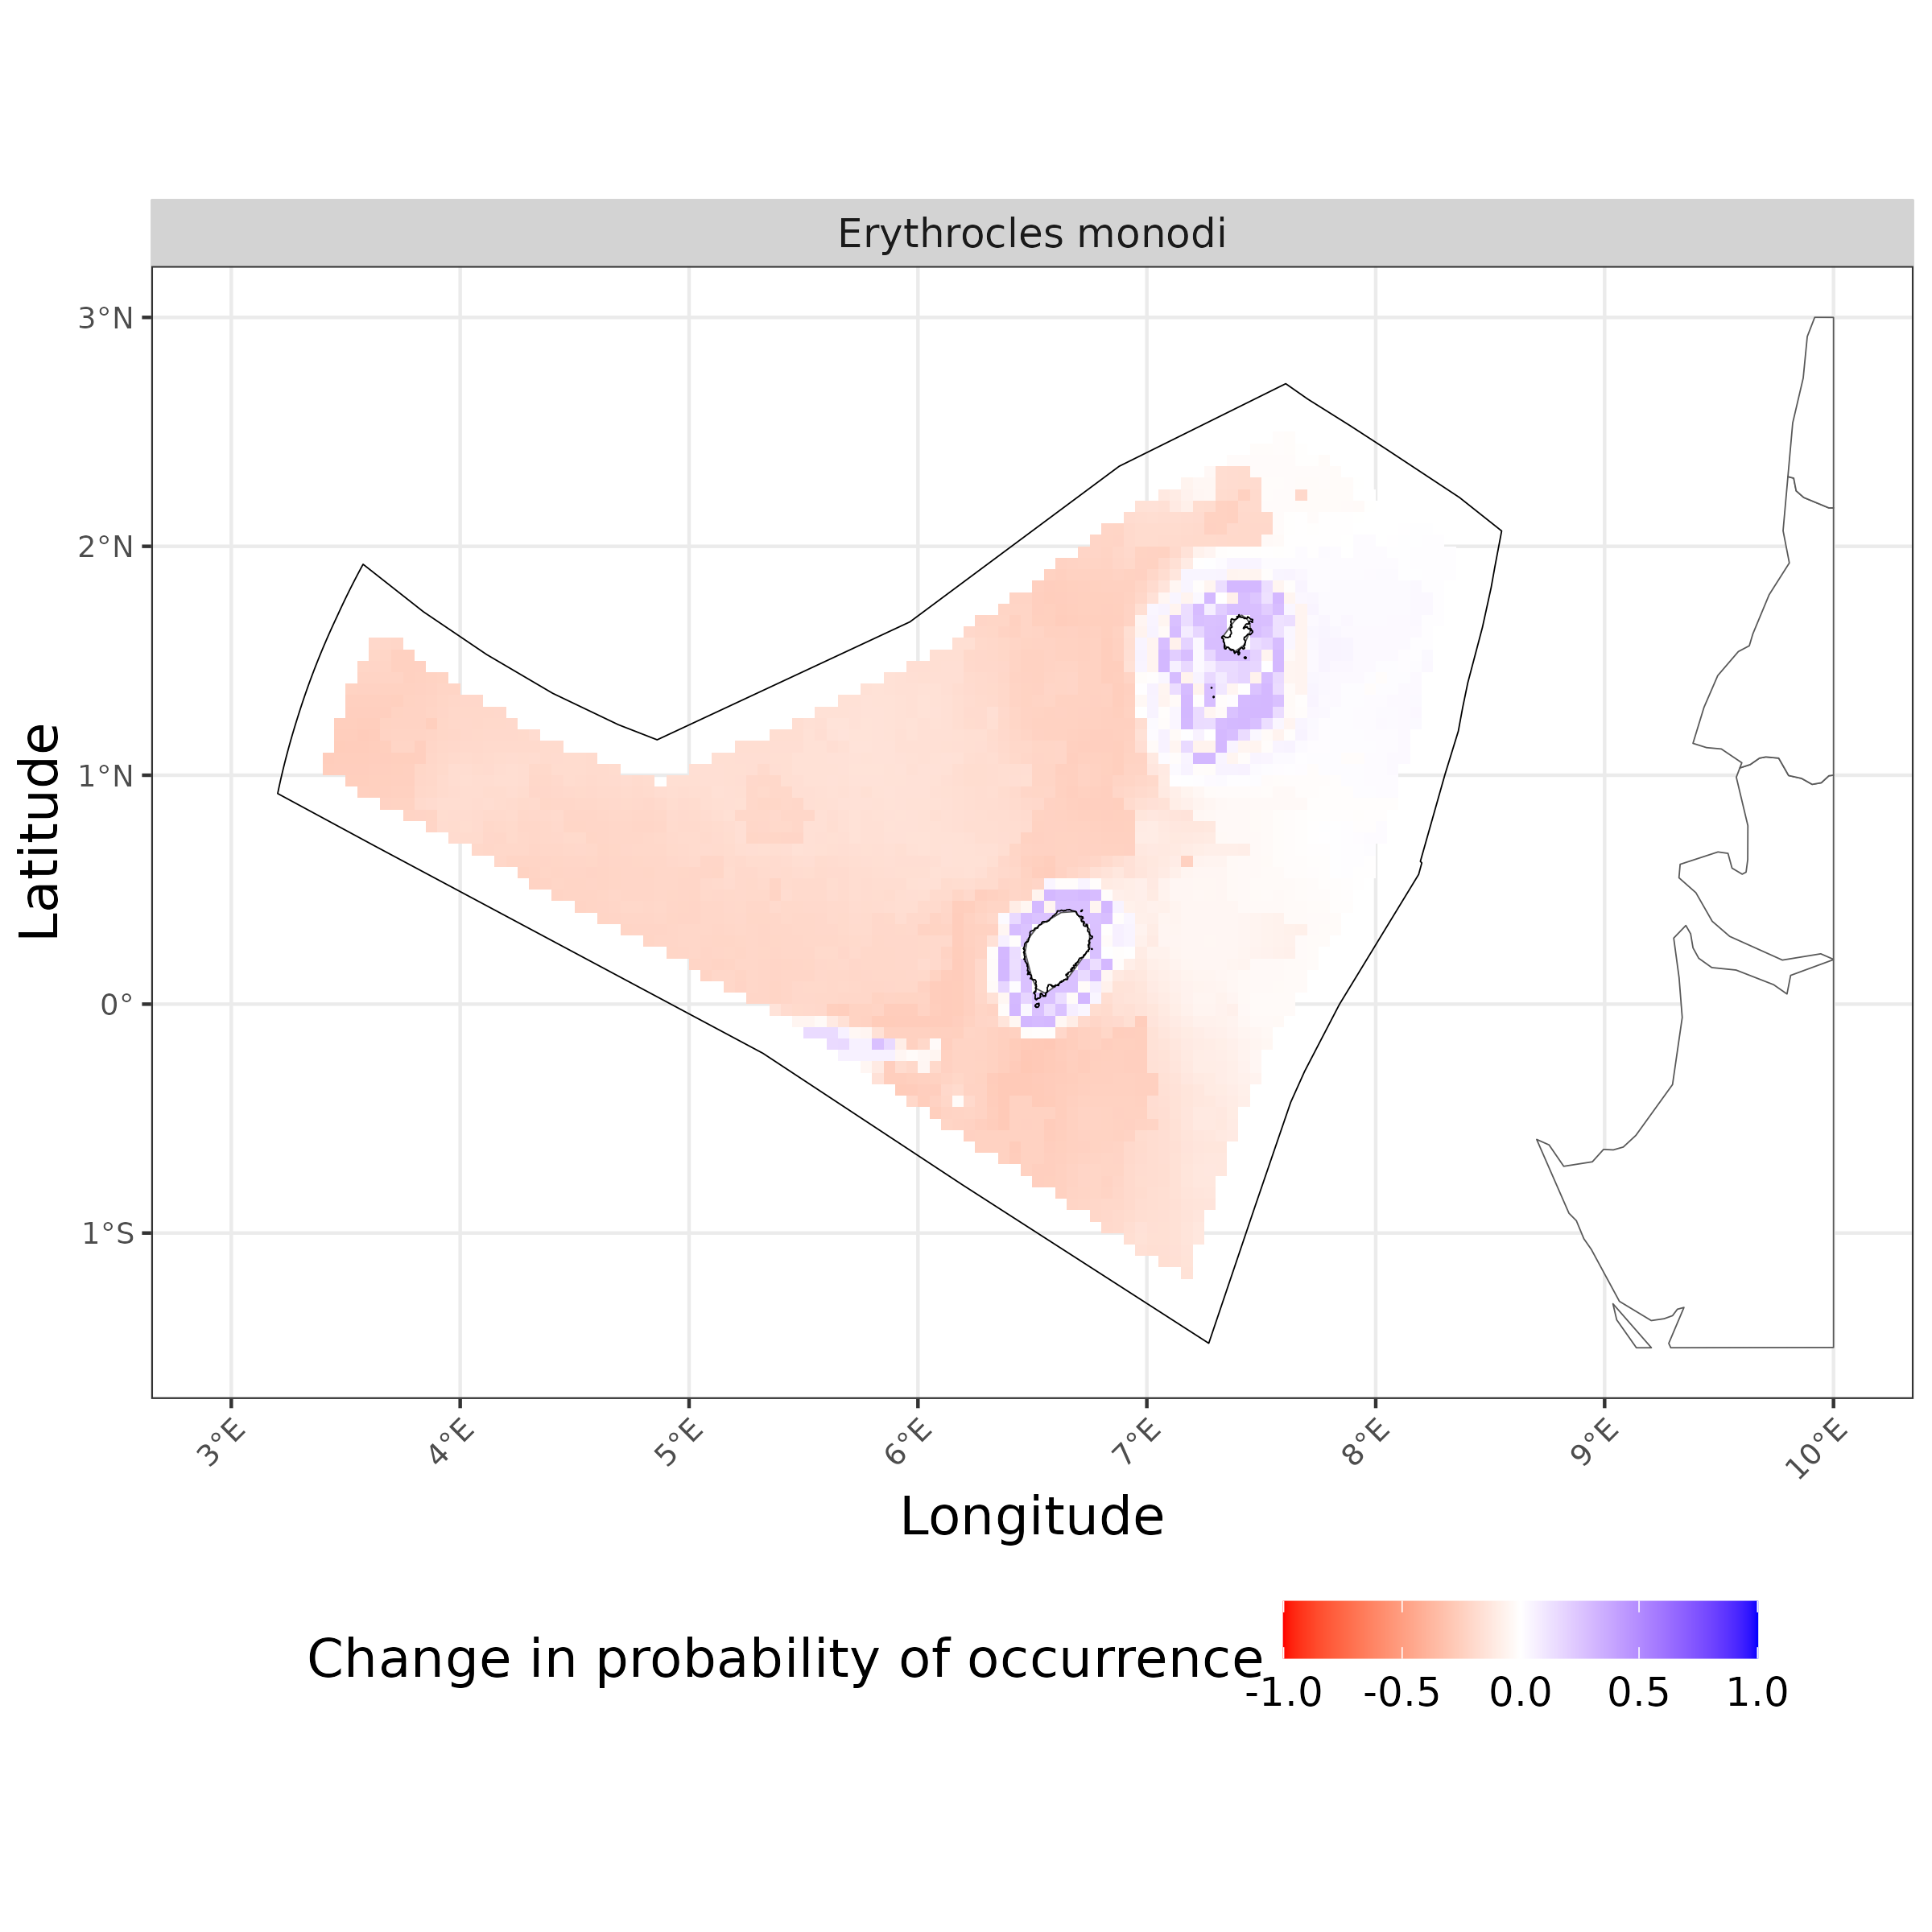 Erythrocles monodi
3°N
2°N
1°N
0°
1°S
Latitude
3°E
4°E
5°E
6°E
7°E
8°E
9°E
10°E
Longitude
Change in probability of occurrence
-1.0
-0.5
0.0
0.5
1.0